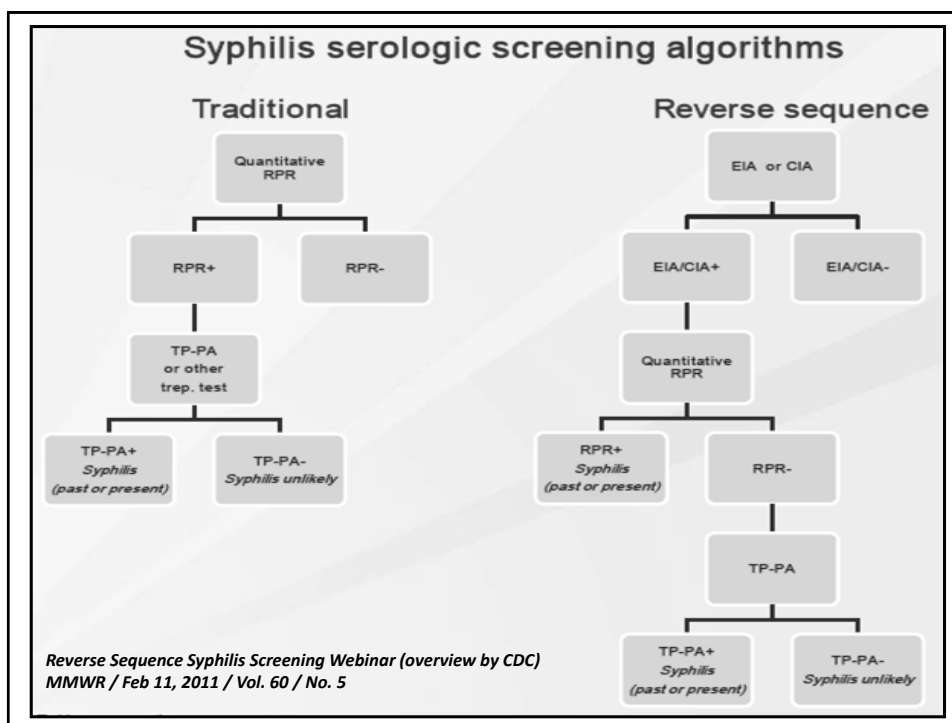 Syphilis serologic screening algorithms
Traditional
Quantitative
RPR
RPR+
RPR-
TP-PA
or other
trep. test
TP-PA+
Syphilis
(past or present)
TP-PA-
Syphilis unlikely
Reverse sequence
EIA or CIA
EIA/CIA+
EIA/CIA-
Quantitative
RPR
RPR+
Syphilis
(past or present)
RPR-
TP-PA
TP-PA+
Syphilis
(past or present)
TP-PA-
Syphilis unlikely
Reverse Sequence Syphilis Screening Webinar (overview by CDC)
MMWR / Feb 11, 2011 / Vol. 60 / No. 5